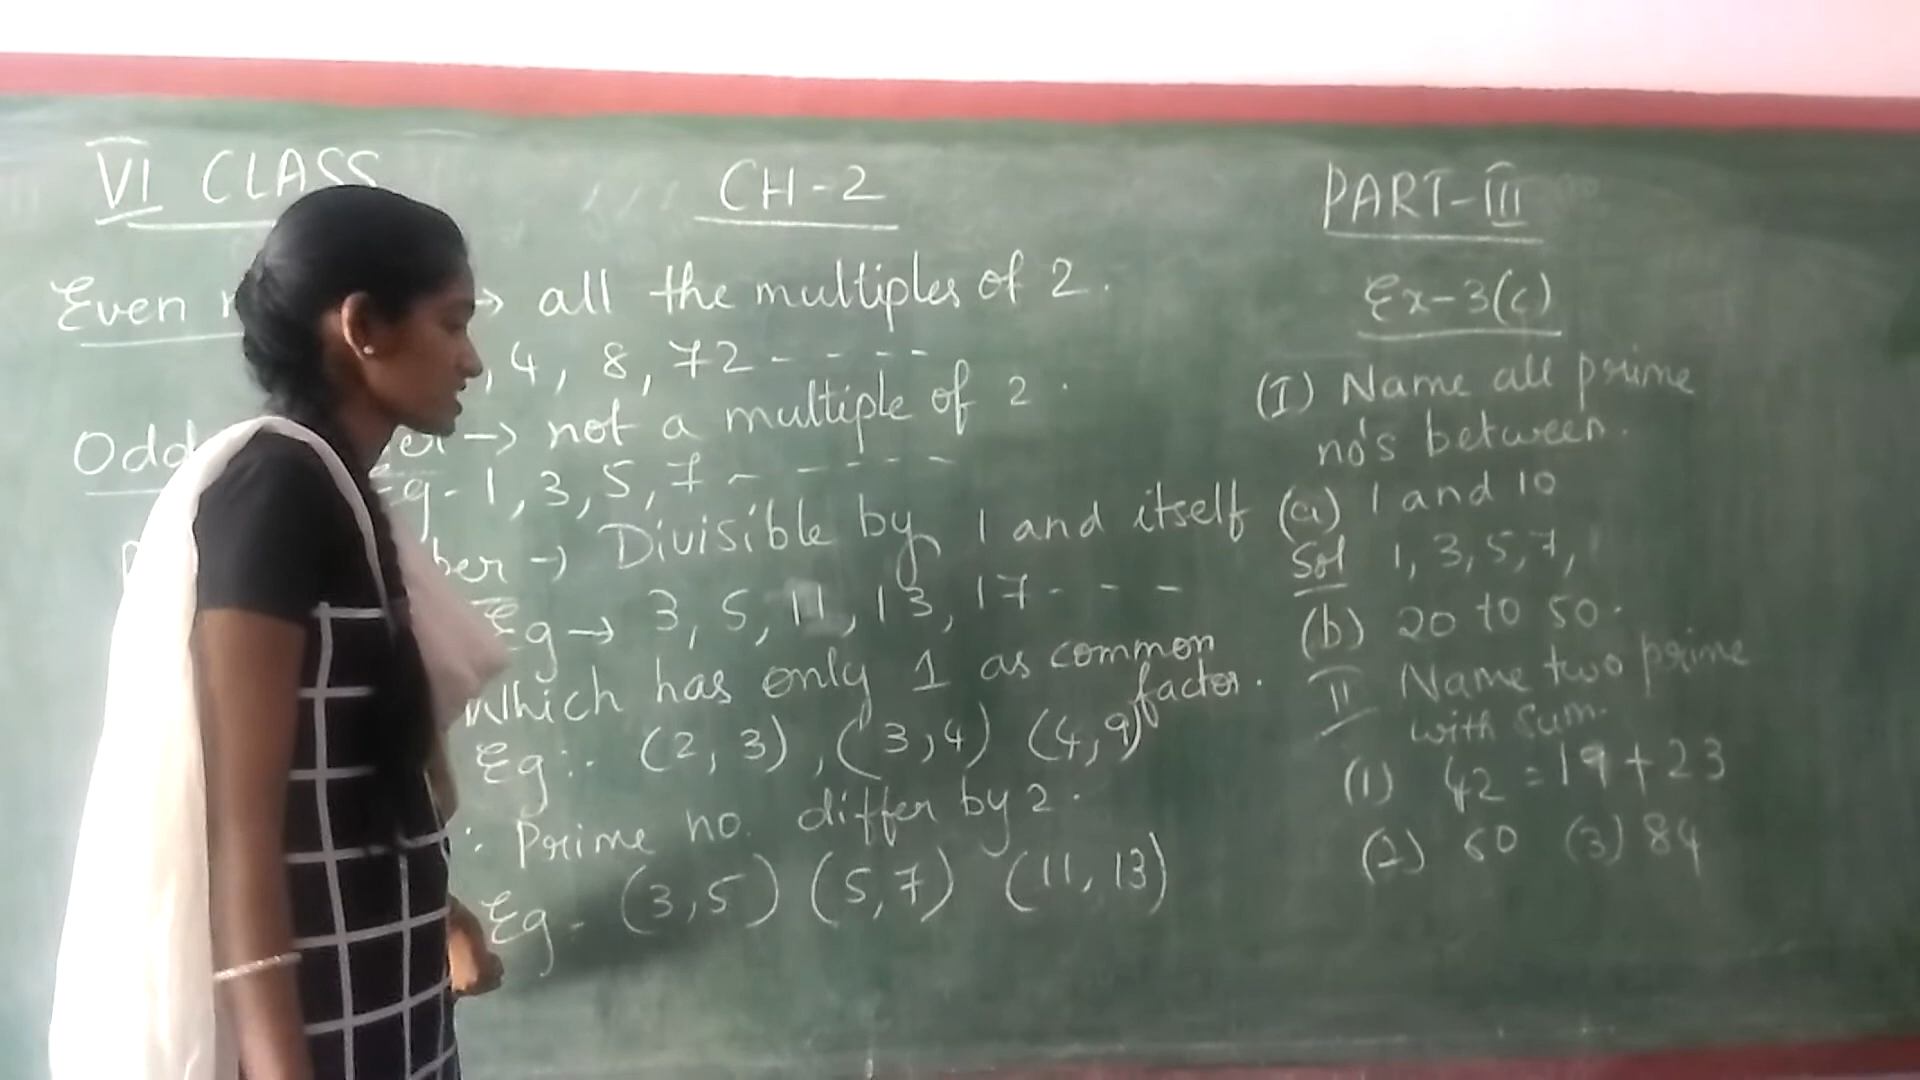 VI CLASS
CH-2
PART-III
Even → all the multiples of 2.
, 4, 8, 72 - - - -
Odd er → not a multiple of 2.
Eg - 1, 3, 5, 7 - - - - -
ber → Divisible by 1 and itself
Eg → 3, 5, 11, 13, 17 - - -
Which has only 1 as common
factor.
Eg:- (2, 3), (3,4) (4,9)
: Prime no. differ by 2.
Eg - (3,5) (5,7) (11, 13)
Ex-3(c)
(I) Name all prime
no's between.
(a) 1 and 10
Sol 1, 3, 5, 7,
(b) 20 to 50.
II Name two prime
with sum.
(1) 42 = 19 + 23
(2) 60 (3) 84